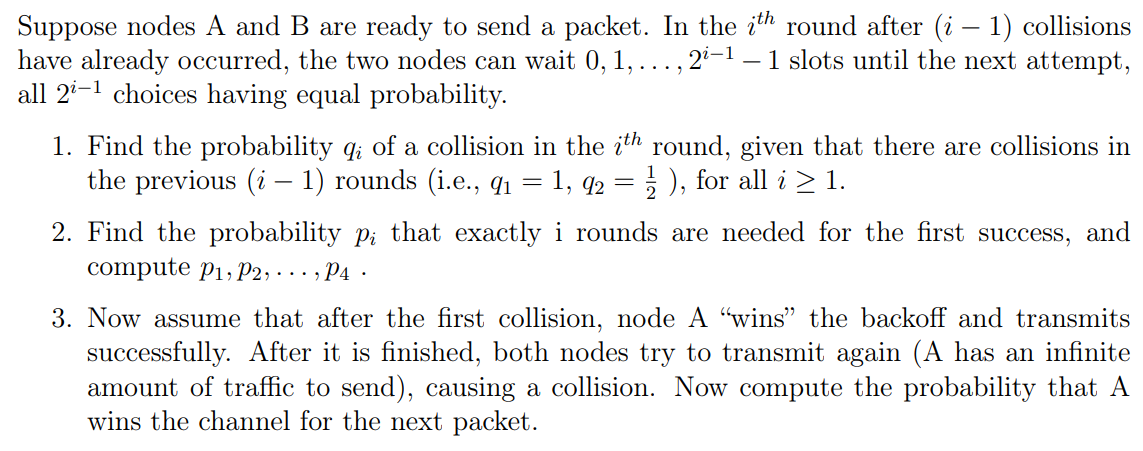 Suppose nodes A and B are ready to send a packet. In the $i^{th}$ round after $(i-1)$ collisions
have already occurred, the two nodes can wait $0, 1, \ldots, 2^{i-1} - 1$ slots until the next attempt,
all $2^{i-1}$ choices having equal probability.
1. Find the probability $q_i$ of a collision in the $i^{th}$ round, given that there are collisions in
the previous $(i-1)$ rounds (i.e., $q_1 = 1$, $q_2 = \frac{1}{2}$ ), for all $i \geq 1$.
2. Find the probability $p_i$ that exactly i rounds are needed for the first success, and
compute $p_1, p_2, \cdots, p_4$ .
3. Now assume that after the first collision, node A “wins” the backoff and transmits
successfully. After it is finished, both nodes try to transmit again (A has an infinite
amount of traffic to send), causing a collision. Now compute the probability that A
wins the channel for the next packet.